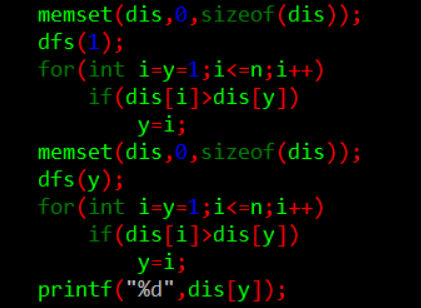 memset(dis,0,sizeof(dis));
dfs(1);
for(int i=y=1;i<=n;i++)
if(dis[i]>dis[y])
y=i;
memset(dis,0,sizeof(dis));
dfs(y);
for(int i=y=1;i<=n;i++)
if(dis[i]>dis[y])
y=i;
printf("%d",dis[y]);